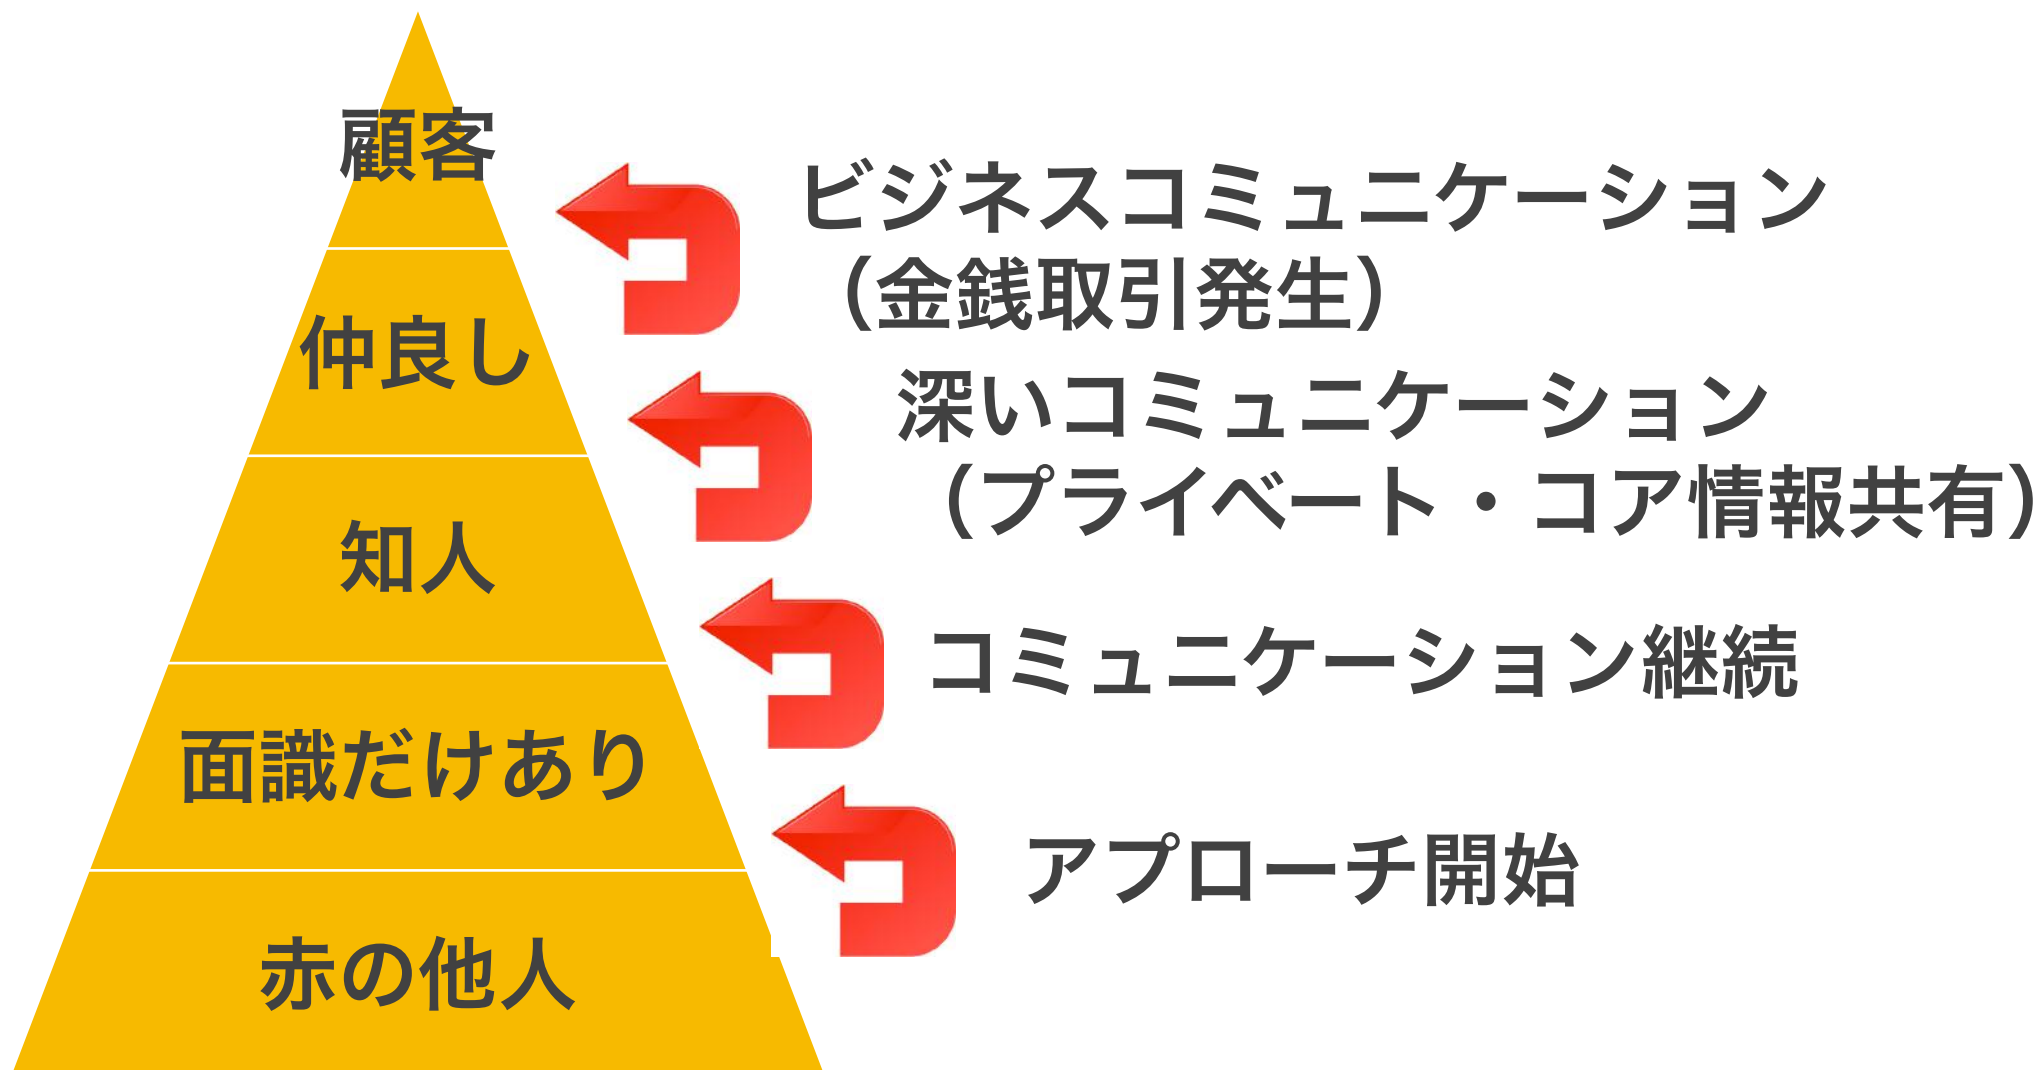 顧客
ビジネスコミュニケーション
（金銭取引発生）
仲良し
深いコミュニケーション
（プライベート・コア情報共有）
知人
コミュニケーション継続
面識だけあり
アプローチ開始
赤の他人